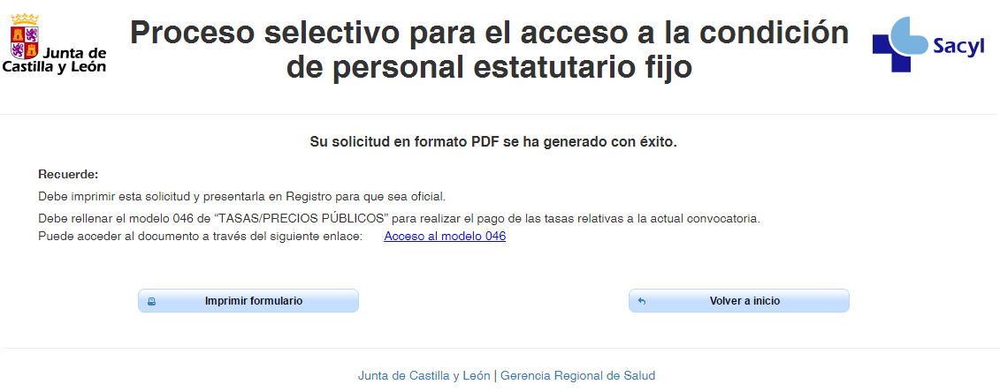 Junta de
Castilla y León
Proceso selectivo para el acceso a la condición
de personal estatutario fijo
Sacyl
Su solicitud en formato PDF se ha generado con éxito.
Recuerde:
Debe imprimir esta solicitud y presentarla en Registro para que sea oficial.
Debe rellenar el modelo 046 de “TASAS/PRECIOS PÚBLICOS” para realizar el pago de las tasas relativas a la actual convocatoria.
Puede acceder al documento a través del siguiente enlace: Acceso al modelo 046
Imprimir formulario
Volver a inicio
Junta de Castilla y León | Gerencia Regional de Salud